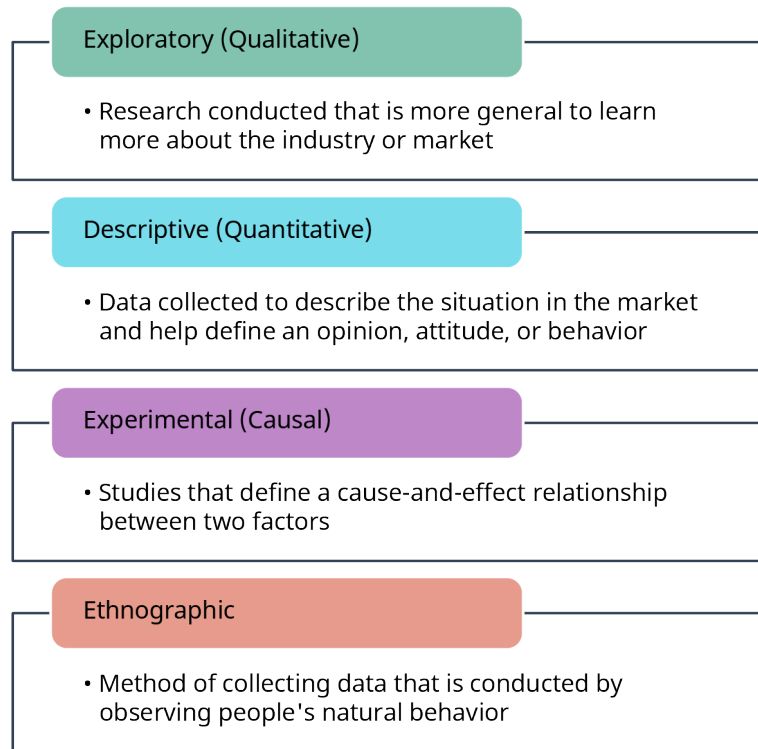 Exploratory (Qualitative)
• Research conducted that is more general to learn
more about the industry or market
Descriptive (Quantitative)
• Data collected to describe the situation in the market
and help define an opinion, attitude, or behavior
Experimental (Causal)
• Studies that define a cause-and-effect relationship
between two factors
Ethnographic
• Method of collecting data that is conducted by
observing people's natural behavior